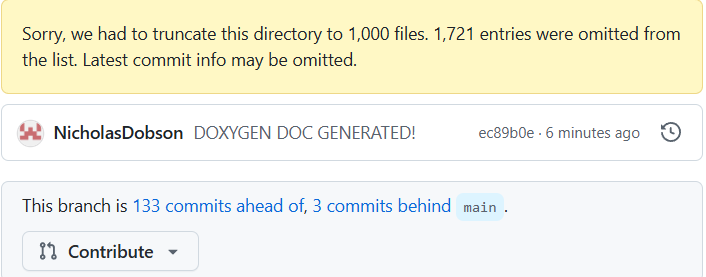 Sorry, we had to truncate this directory to 1,000 files. 1,721 entries were omitted from
the list. Latest commit info may be omitted.
NicholasDobson DOXYGEN DOC GENERATED! ec89b0e · 6 minutes ago
This branch is 133 commits ahead of, 3 commits behind main.
Contribute